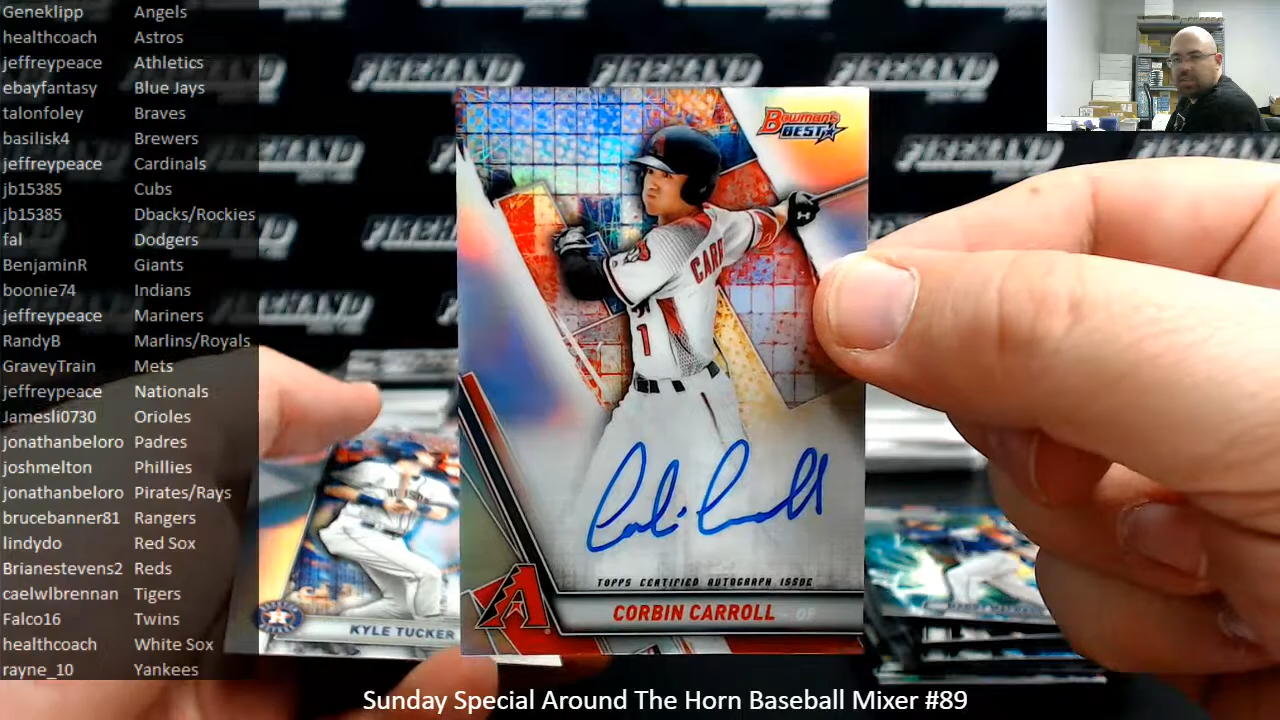 Geneklipp Angels
healthcoach Astros
jeffreypeace Athletics
ebayfantasy Blue Jays
talonfoley Braves
basilisk4 Brewers
jeffreypeace Cardinals
jb15385 Cubs
jb15385 Dbacks/Rockies
fal Dodgers
BenjaminR Giants
boonie74 Indians
jeffreypeace Mariners
RandyB Marlins/Royals
GraveyTrain Mets
jeffreypeace Nationals
Jamesli0730 Orioles
jonathanbeloro Padres
joshmelton Phillies
jonathanbeloro Pirates/Rays
brucebanner81 Rangers
lindydo Red Sox
Brianestevens2 Reds
caelwlbrennan Tigers
Falco16 Twins
healthcoach White Sox
rayne_10 Yankees
FIREHAND FIREHAND FIREHAND
FIREHAND
Bowman's
BEST
CARR
1
TOPPS CERTIFIED AUTOGRAPH ISSUE
CORBIN CARROLL OF
KYLE TUCKER
Sunday Special Around The Horn Baseball Mixer #89